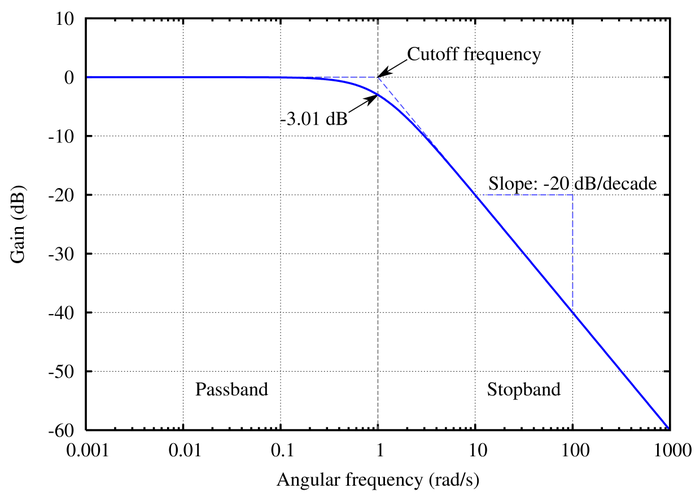 10
0
-10
-20
-30
-40
-50
-60
Gain (dB)
Cutoff frequency
-3.01 dB
Slope: -20 dB/decade
Passband
Stopband
0.001
0.01
0.1
1
10
100
1000
Angular frequency (rad/s)